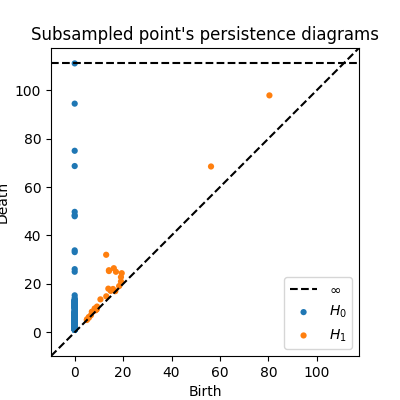 Subsampled point's persistence diagrams
100
80
60
40
20
0
Death
0 20 40 60 80 100
Birth
∞
H₀
H₁